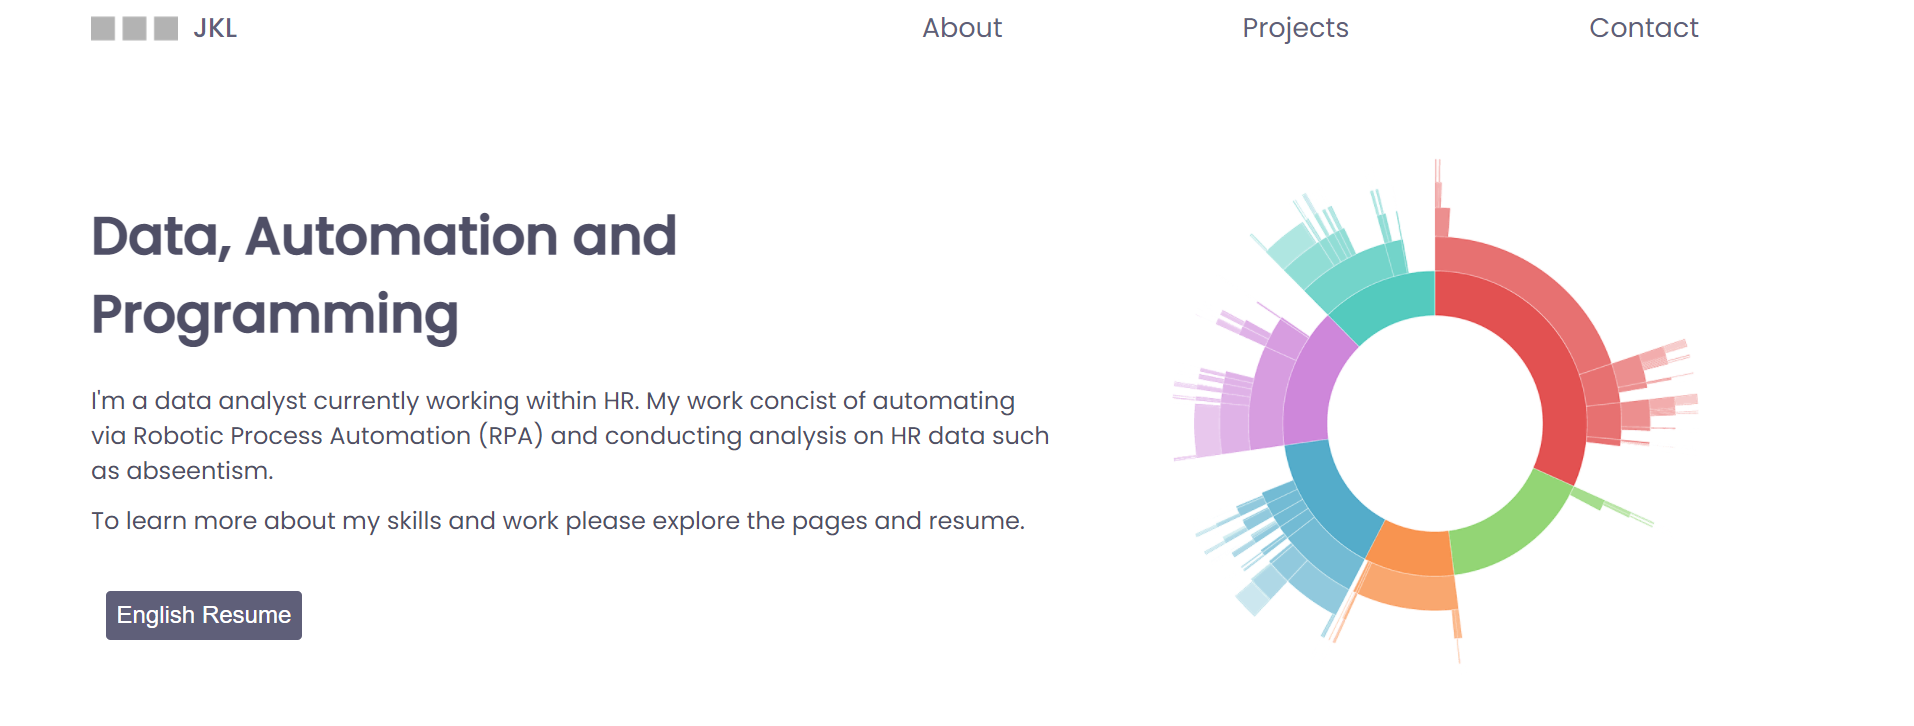 JKL
About
Projects
Contact
Data, Automation and
Programming
I'm a data analyst currently working within HR. My work concist of automating
via Robotic Process Automation (RPA) and conducting analysis on HR data such
as abseentism.
To learn more about my skills and work please explore the pages and resume.
English Resume